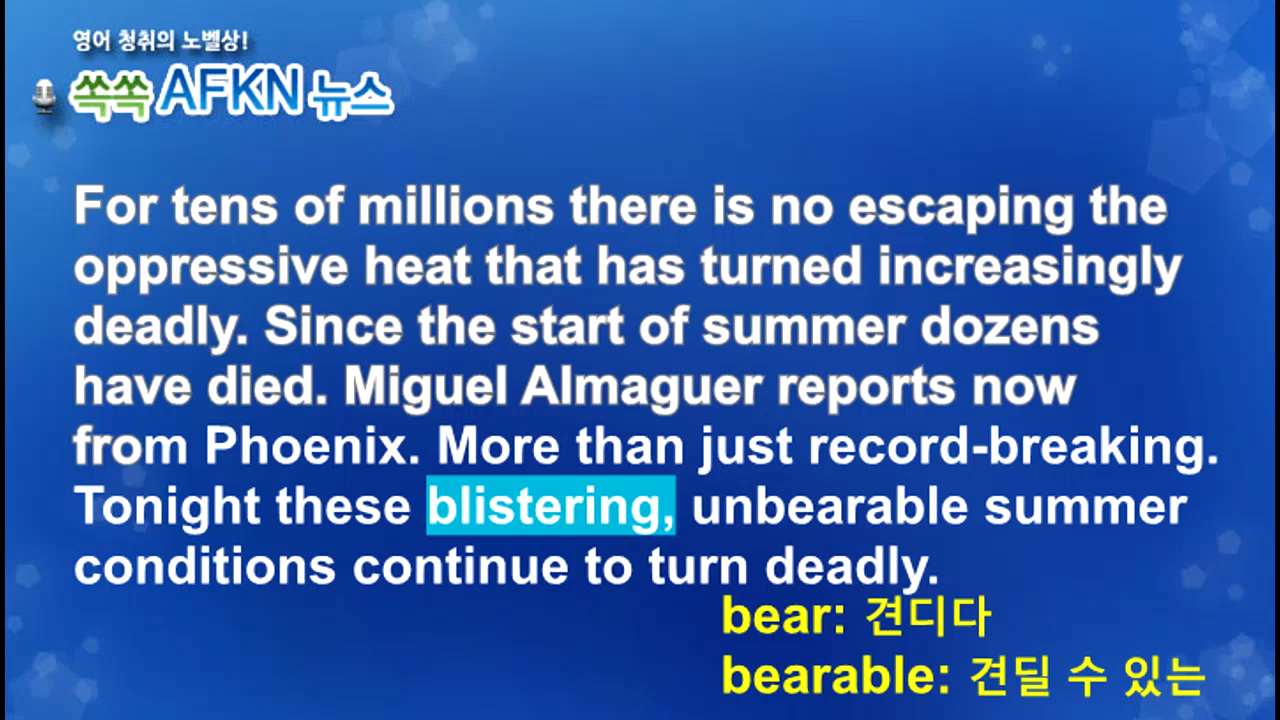 영어 청취의 노벨상!
쏙쏙 AFKN 뉴스
For tens of millions there is no escaping the
oppressive heat that has turned increasingly
deadly. Since the start of summer dozens
have died. Miguel Almaguer reports now
from Phoenix. More than just record-breaking.
Tonight these blistering, unbearable summer
conditions continue to turn deadly.
bear: 견디다
bearable: 견딜 수 있는